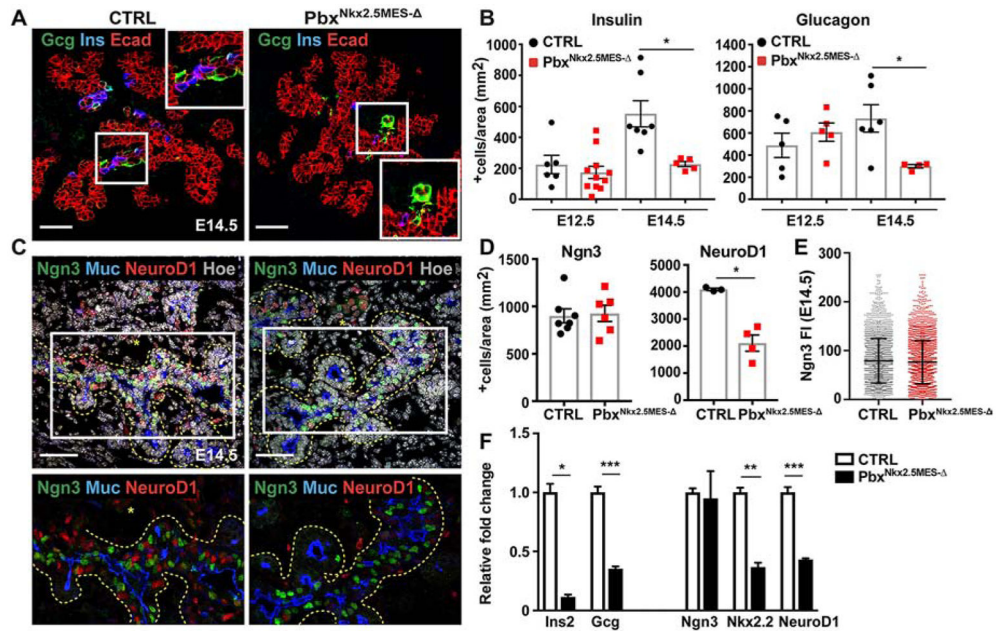 A
CTRL
Pbx^Nkx2.5MES-Δ
Gcg Ins Ecad
E14.5
B
Insulin
Glucagon
CTRL
Pbx^Nkx2.5MES-Δ
+cells/area (mm2)
1000
800
600
400
200
0
*
E12.5
E14.5
CTRL
Pbx^Nkx2.5MES-Δ
1400
1200
1000
800
600
400
200
0
*
E12.5
E14.5
C
Ngn3 Muc NeuroD1 Hoe
Ngn3 Muc NeuroD1 Hoe
*
*
E14.5
Ngn3 Muc NeuroD1
Ngn3 Muc NeuroD1
*
D
Ngn3
NeuroD1
+cells/area (mm2)
1500
1000
500
0
CTRL
Pbx^Nkx2.5MES-Δ
5000
4000
3000
2000
1000
0
*
CTRL
Pbx^Nkx2.5MES-Δ
E
Ngn3 FI (E14.5)
300
200
100
0
CTRL
Pbx^Nkx2.5MES-Δ
F
Relative fold change
1.5
1.0
0.5
0
*
***
**
***
CTRL
Pbx^Nkx2.5MES-Δ
Ins2
Gcg
Ngn3
Nkx2.2
NeuroD1